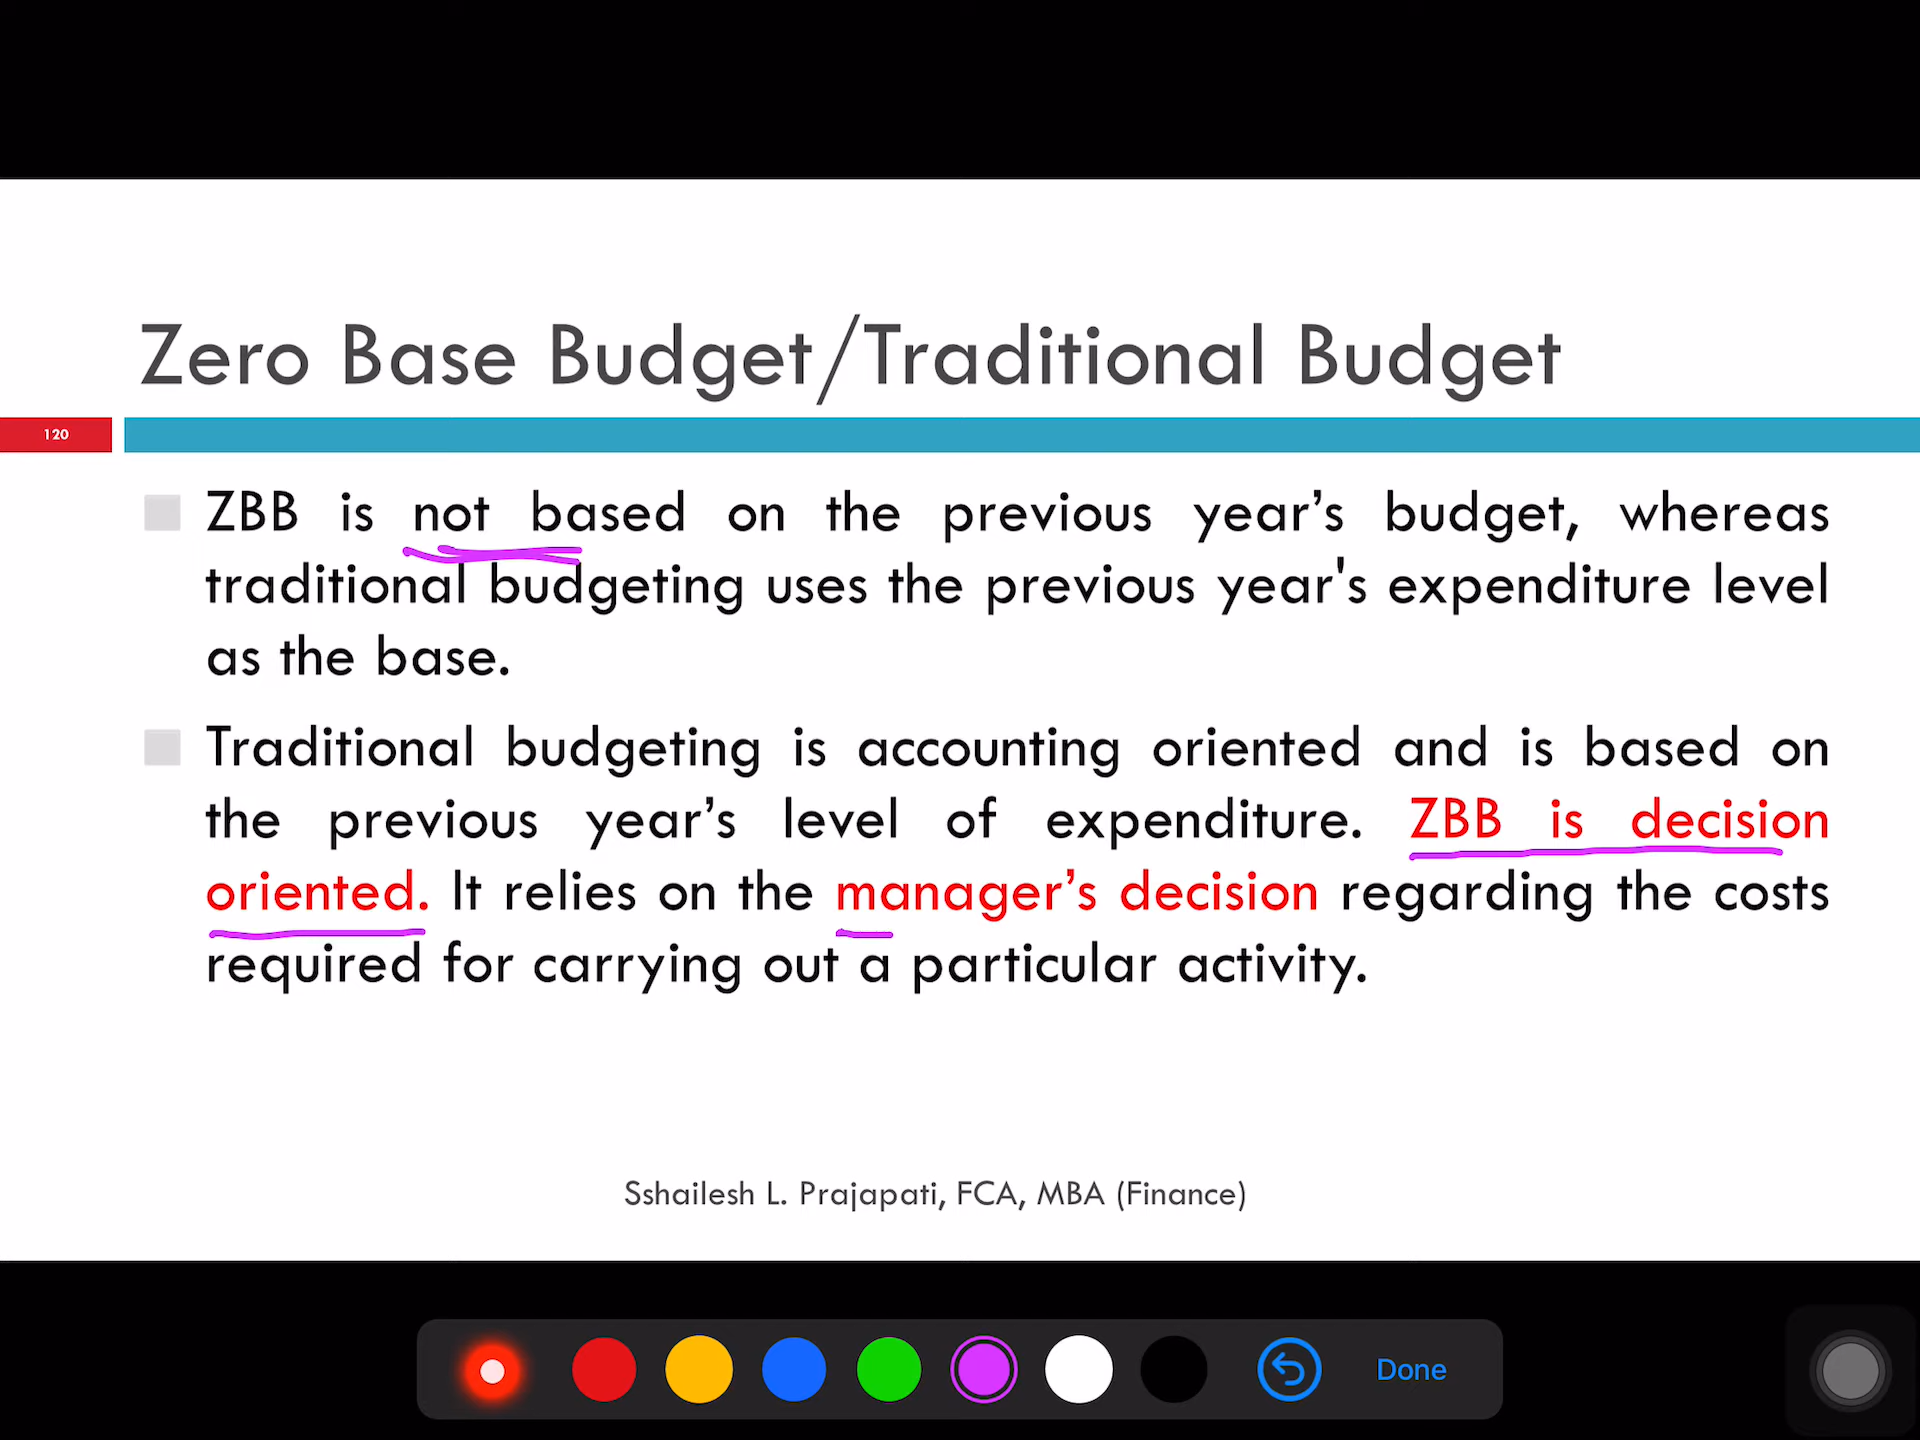 Zero Base Budget/Traditional Budget
120
ZBB is not based on the previous year’s budget, whereas
traditional budgeting uses the previous year's expenditure level
as the base.
Traditional budgeting is accounting oriented and is based on
the previous year’s level of expenditure. ZBB is decision
oriented. It relies on the manager’s decision regarding the costs
required for carrying out a particular activity.
Sshailesh L. Prajapati, FCA, MBA (Finance)
Done